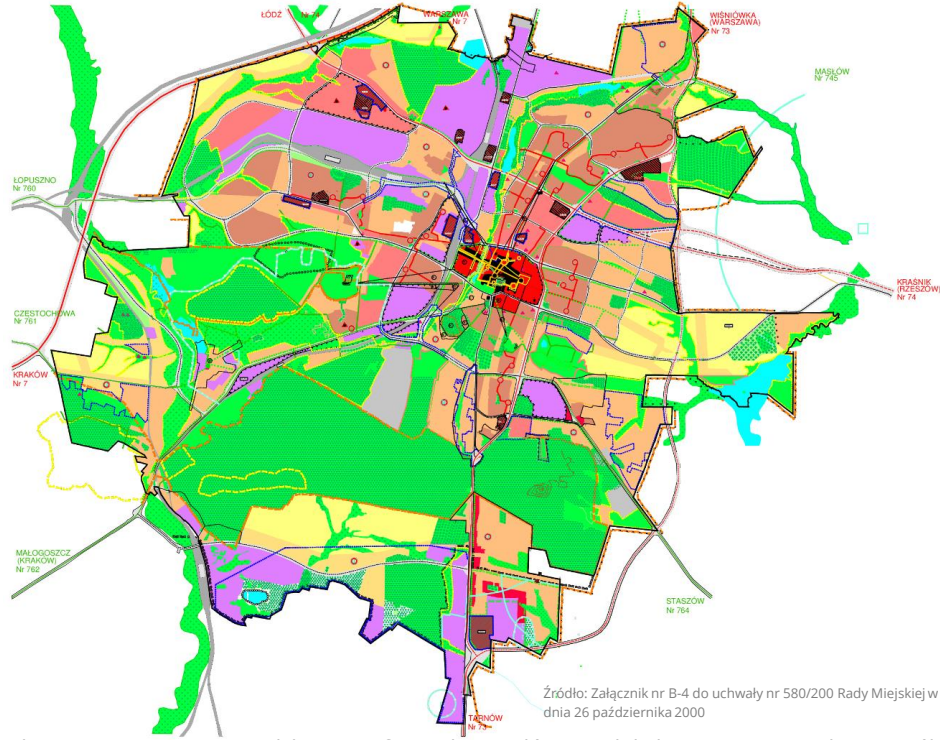 ŁÓDŹ Nr 74
WARSZAWA
Nr 7
WIŚNIÓWKA
(WARSZAWA)
Nr 73
MASŁÓW
Nr 745
ŁOPUSZNO
Nr 760
KRAŚNIK
(RZESZÓW)
Nr 74
CZĘSTOCHOWA
Nr 761
KRAKÓW
Nr 7
MAŁOGOSZCZ
(KRAKÓW)
Nr 762
STASZÓW
Nr 764
TARNÓW
Nr 73
Źródło: Załącznik nr B-4 do uchwały nr 580/200 Rady Miejskiej w
dnia 26 października 2000